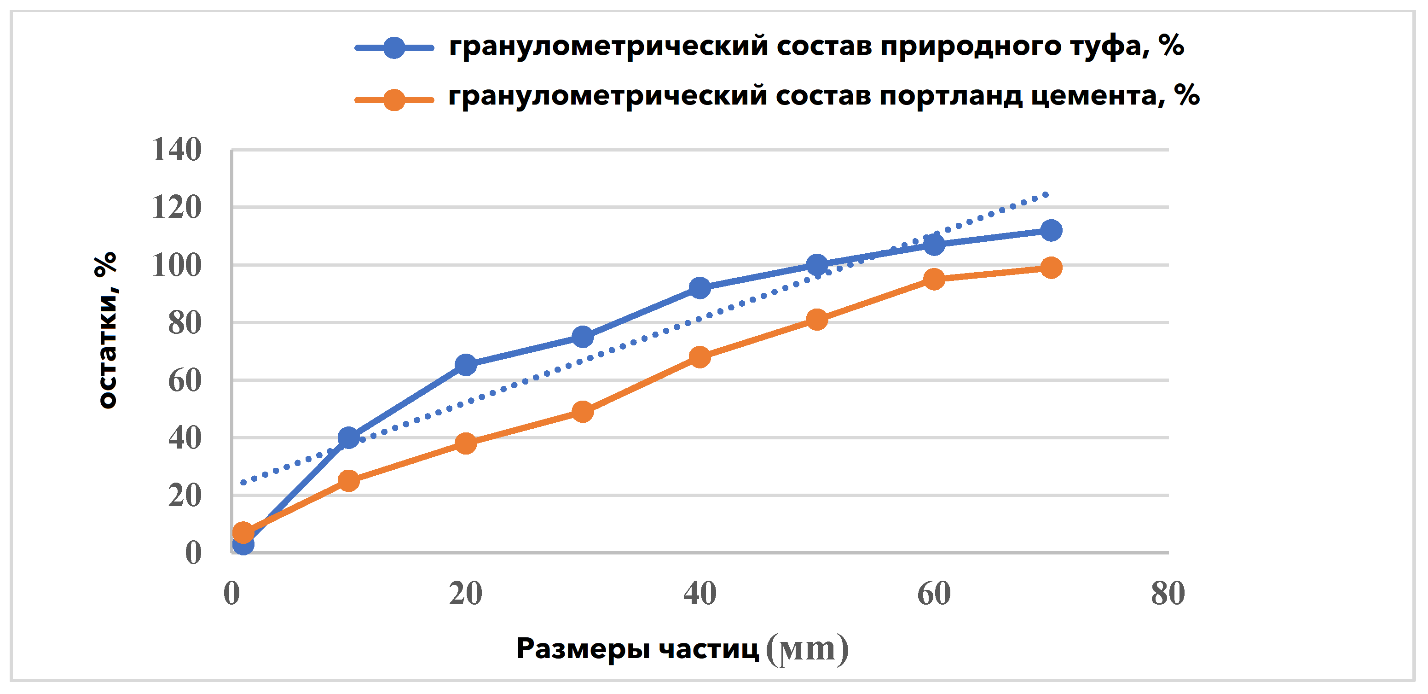 гранулометрический состав природного туфа, %
гранулометрический состав портланд цемента, %
140
120
100
80
60
40
20
0
остатки, %
0 20 40 60 80
Размеры частиц (мm)